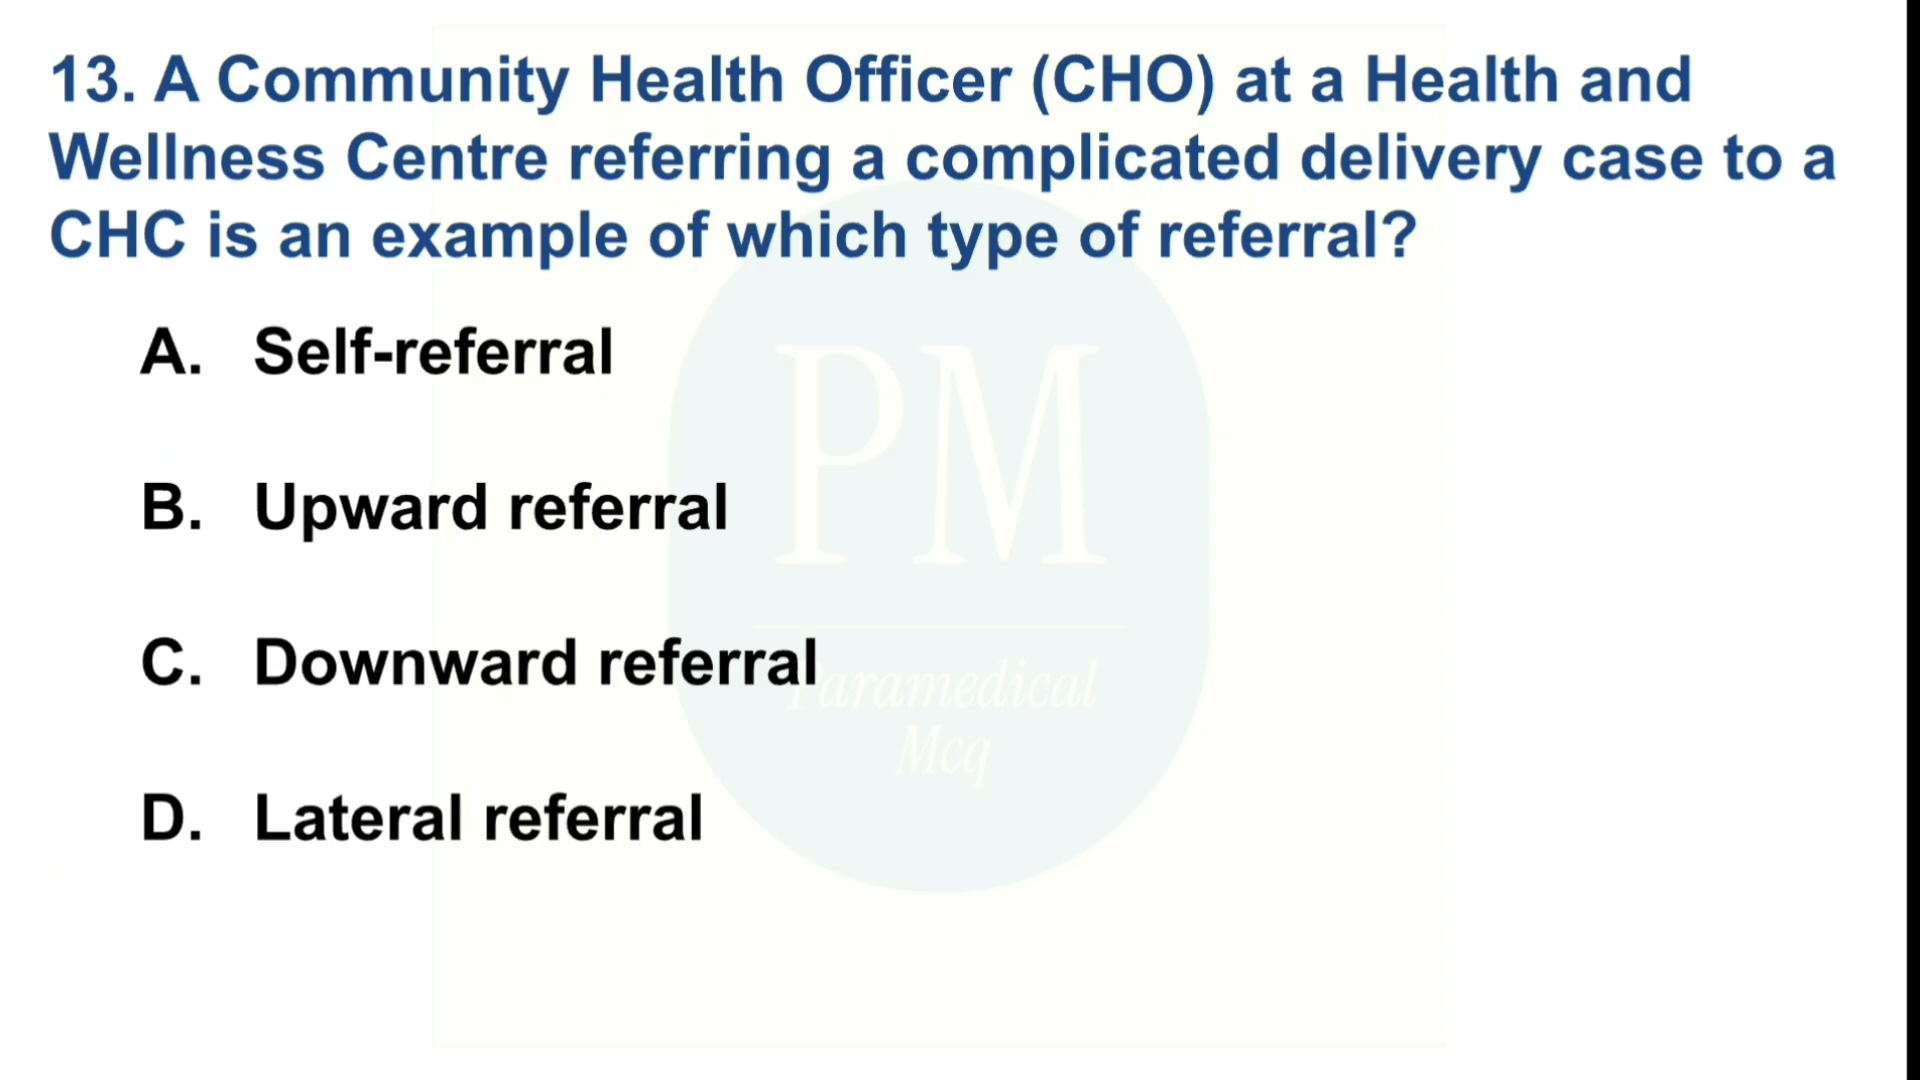 13. A Community Health Officer (CHO) at a Health and
Wellness Centre referring a complicated delivery case to a
CHC is an example of which type of referral?
A. Self-referral
B. Upward referral
C. Downward referral
D. Lateral referral
PM
Paramedical
Mcq